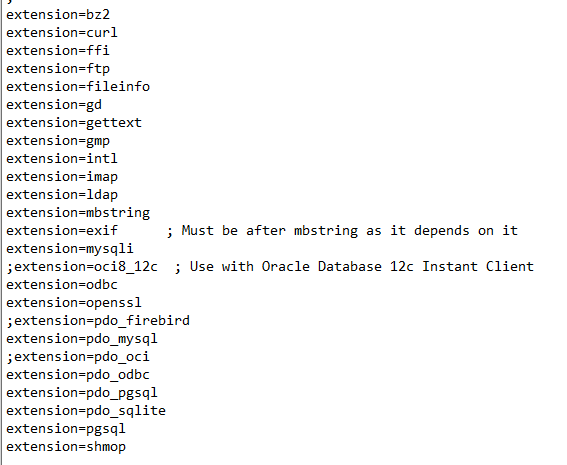 ;
extension=bz2
extension=curl
extension=ffi
extension=ftp
extension=fileinfo
extension=gd
extension=gettext
extension=gmp
extension=intl
extension=imap
extension=ldap
extension=mbstring
extension=exif      ; Must be after mbstring as it depends on it
extension=mysqli
;extension=oci8_12c  ; Use with Oracle Database 12c Instant Client
extension=odbc
extension=openssl
;extension=pdo_firebird
extension=pdo_mysql
;extension=pdo_oci
extension=pdo_odbc
extension=pdo_pgsql
extension=pdo_sqlite
extension=pgsql
extension=shmop